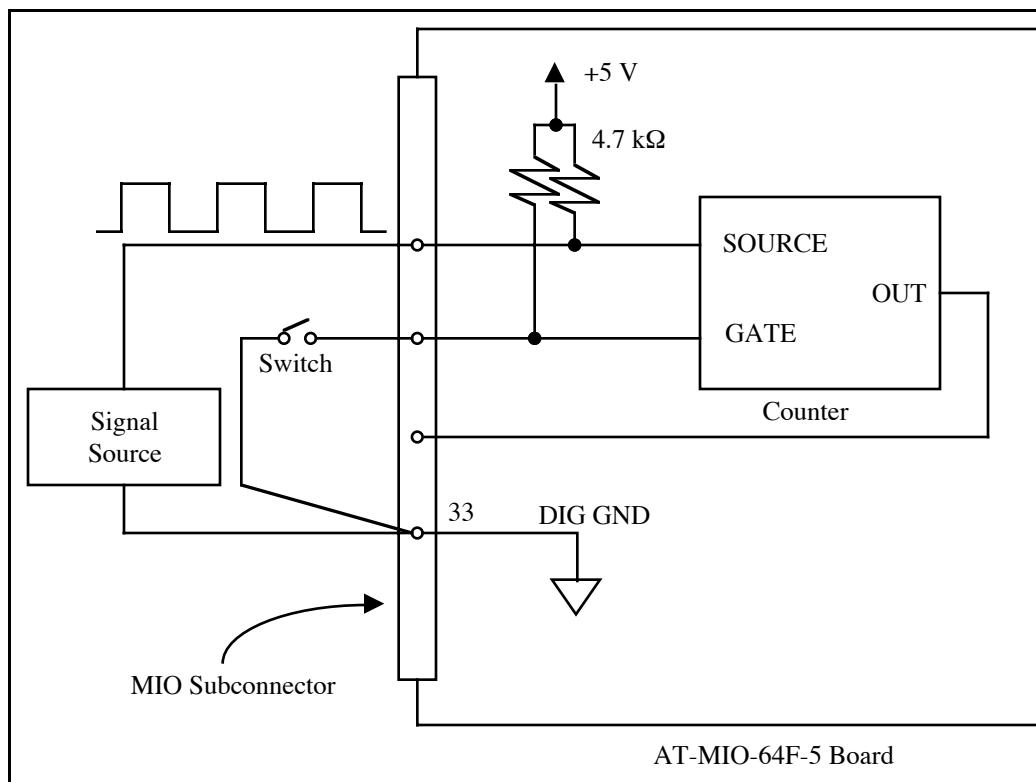 +5 V
4.7 kΩ
SOURCE
OUT
GATE
Switch
Counter
Signal
Source
33
DIG GND
MIO Subconnector
AT-MIO-64F-5 Board